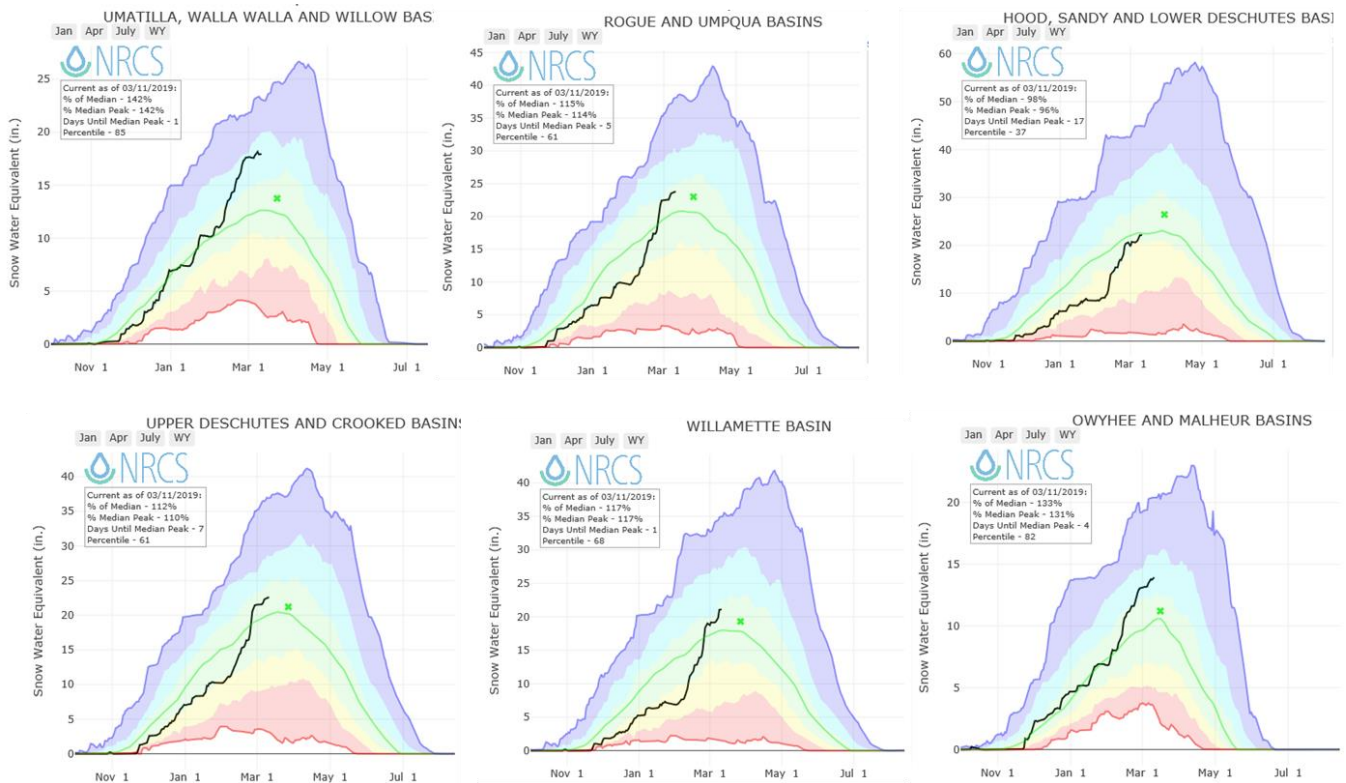 UMATILLA, WALLA WALLA AND WILLOW BAS
Jan Apr July WY
NRCS
Current as of 03/11/2019:
% of Median - 142%
% Median Peak - 142%
Days Until Median Peak - 1
Percentile - 85
Snow Water Equivalent (in.)
25
20
15
10
5
0
Nov 1 Jan 1 Mar 1 May 1 Jul 1
ROGUE AND UMPQUA BASINS
Jan Apr July WY
NRCS
Current as of 03/11/2019:
% of Median - 115%
% Median Peak - 114%
Days Until Median Peak - 5
Percentile - 61
Snow Water Equivalent (in.)
45
40
35
30
25
20
15
10
5
0
Nov 1 Jan 1 Mar 1 May 1 Jul 1
HOOD, SANDY AND LOWER DESCHUTES BASI
Jan Apr July WY
NRCS
Current as of 03/11/2019:
% of Median - 98%
% Median Peak - 96%
Days Until Median Peak - 17
Percentile - 37
Snow Water Equivalent (in.)
60
50
40
30
20
10
0
Nov 1 Jan 1 Mar 1 May 1 Jul 1
UPPER DESCHUTES AND CROOKED BASINS
Jan Apr July WY
NRCS
Current as of 03/11/2019:
% of Median - 112%
% Median Peak - 110%
Days Until Median Peak - 7
Percentile - 61
Snow Water Equivalent (in.)
40
35
30
25
20
15
10
5
0
Nov 1 Jan 1 Mar 1 May 1 Jul 1
WILLAMETTE BASIN
Jan Apr July WY
NRCS
Current as of 03/11/2019:
% of Median - 117%
% Median Peak - 117%
Days Until Median Peak - 1
Percentile - 68
Snow Water Equivalent (in.)
40
35
30
25
20
15
10
5
0
Nov 1 Jan 1 Mar 1 May 1 Jul 1
OWYHEE AND MALHEUR BASINS
Jan Apr July WY
NRCS
Current as of 03/11/2019:
% of Median - 133%
% Median Peak - 131%
Days Until Median Peak - 4
Percentile - 82
Snow Water Equivalent (in.)
20
15
10
5
0
Nov 1 Jan 1 Mar 1 May 1 Jul 1